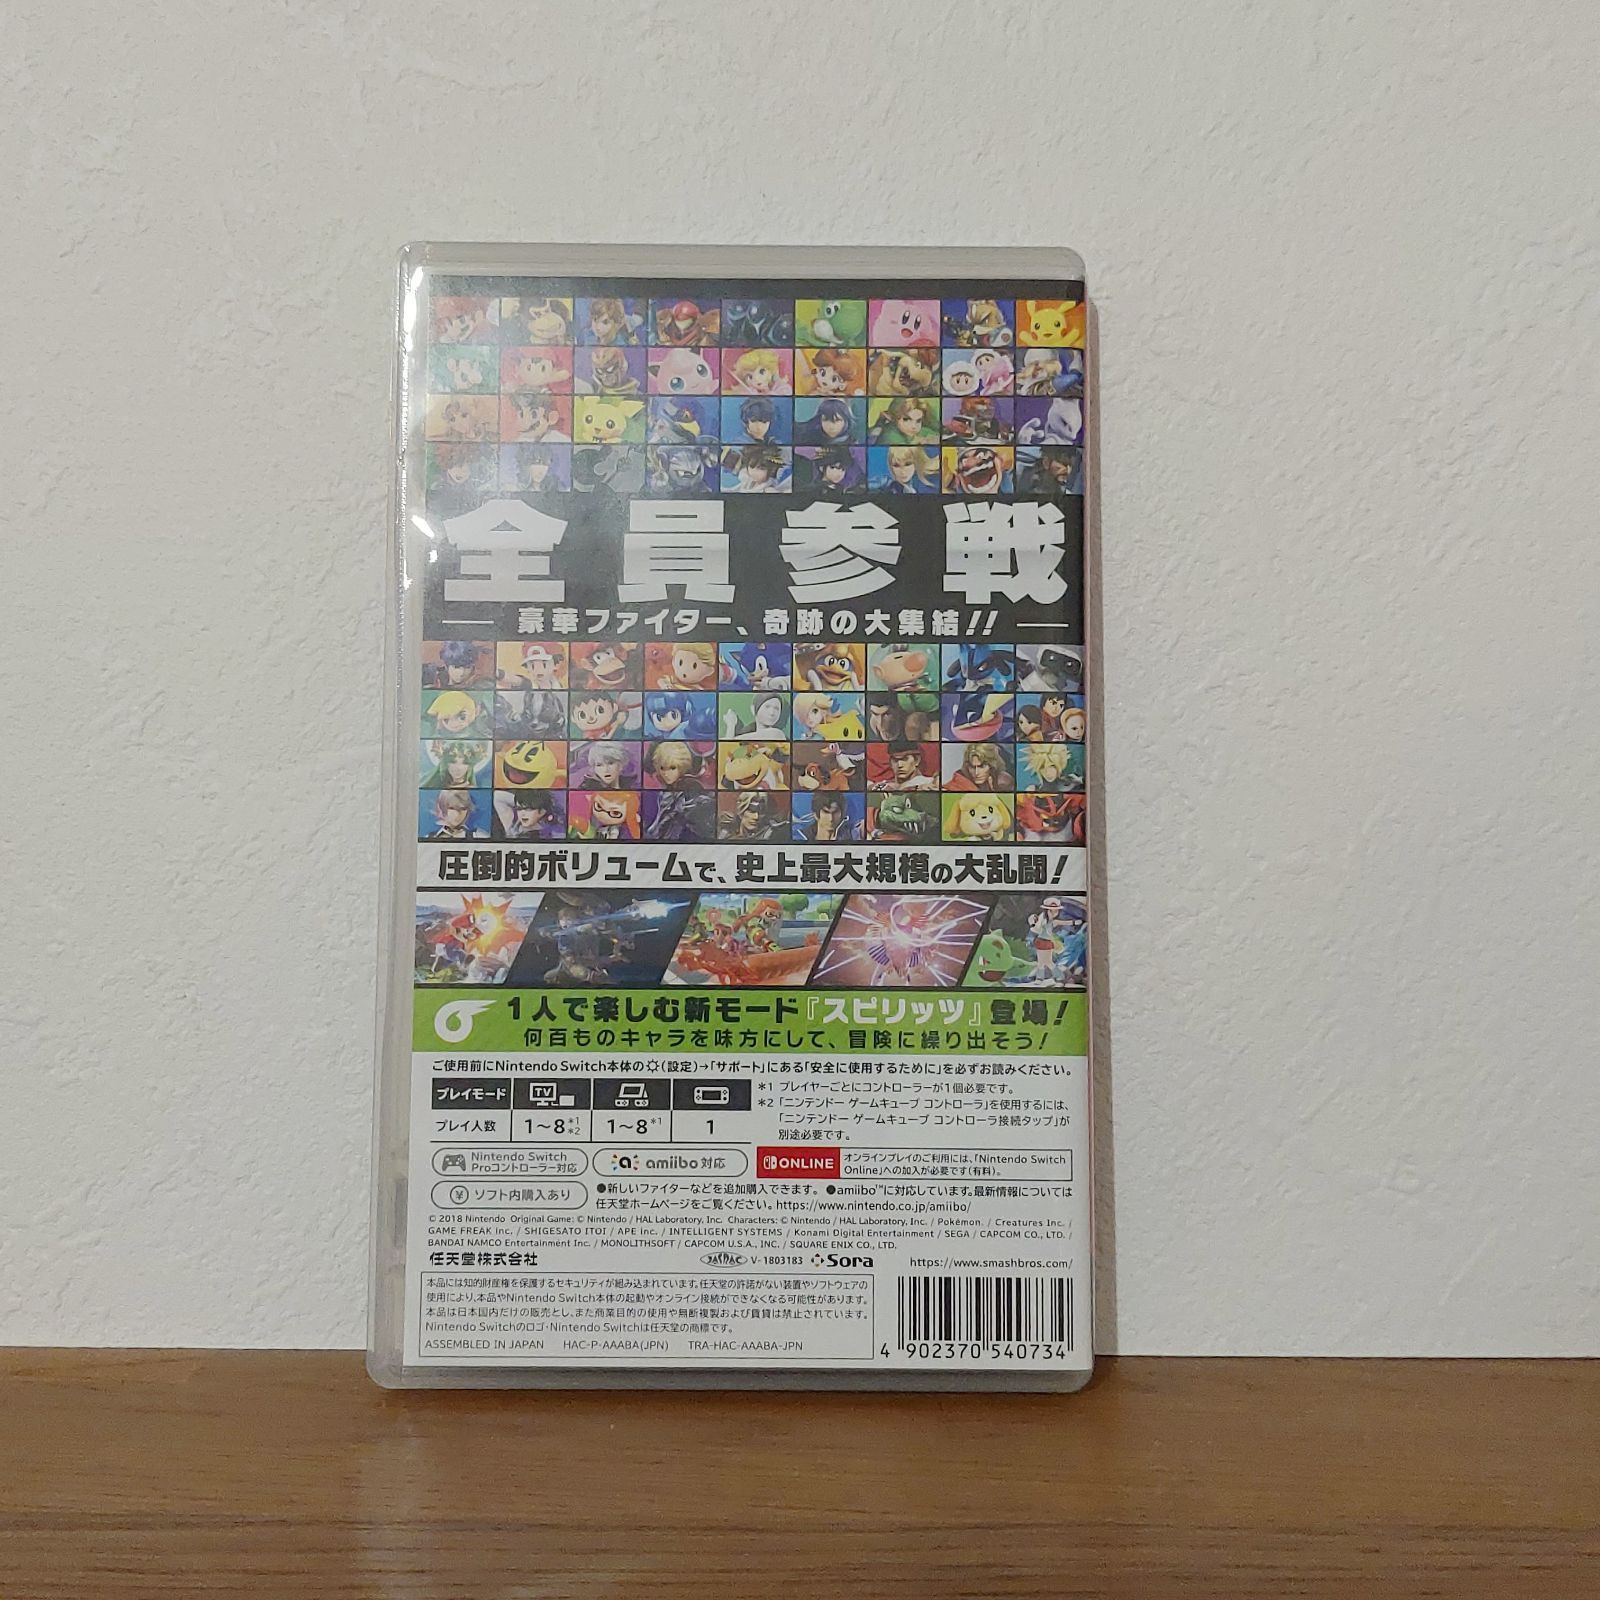 全員参戦
豪華ファイター、奇跡の大集結!!
圧倒的ボリュームで、史上最大規模の大乱闘!
1人で楽しむ新モード『スピリッツ』登場!
何百ものキャラを味方にして、冒険に繰り出そう!
ご使用前にNintendo Switch本体の(設定)→「サポート」にある「安全に使用するために」を必ずお読みください。
プレイモード TV
プレイ人数 1～8 *1 *2 1～8 *1 1
*1 プレイヤーごとにコントローラーが1個必要です。
*2 「ニンテンドー ゲームキューブ コントローラ」を使用するには、
「ニンテンドー ゲームキューブ コントローラ接続タップ」が
別途必要です。
Nintendo Switch
Proコントローラー対応
amiibo 対応
ONLINE
オンラインプレイのご利用には、「Nintendo Switch
Online」への加入が必要です(有料)。
ソフト内購入あり
●新しいファイターなどを追加購入できます。 ●amiibo™に対応しています。最新情報については
任天堂ホームページをご覧ください。https://www.nintendo.co.jp/amiibo/
© 2018 Nintendo Original Game: © Nintendo / HAL Laboratory, Inc. Characters: © Nintendo / HAL Laboratory, Inc. / Pokémon. / Creatures Inc. /
GAME FREAK inc. / SHIGESATO ITOI / APE inc. / INTELLIGENT SYSTEMS / Konami Digital Entertainment / SEGA / CAPCOM CO., LTD. /
BANDAI NAMCO Entertainment Inc. / MONOLITHSOFT / CAPCOM U.S.A., INC. / SQUARE ENIX CO., LTD.
任天堂株式会社 JASRAC V-1803183 Sora https://www.smashbros.com/
本品には知的財産権を保護するセキュリティが組み込まれています。任天堂の許諾がない装置やソフトウェアの
使用により、本品やNintendo Switch本体の起動やオンライン接続ができなくなる可能性があります。
本品は日本国内だけの販売とし、また商業目的の使用や無断複製および賃貸は禁止されています。
Nintendo Switchのロゴ・Nintendo Switchは任天堂の商標です。
ASSEMBLED IN JAPAN HAC-P-AAABA(JPN) TRA-HAC-AAABA-JPN
4 902370 540734